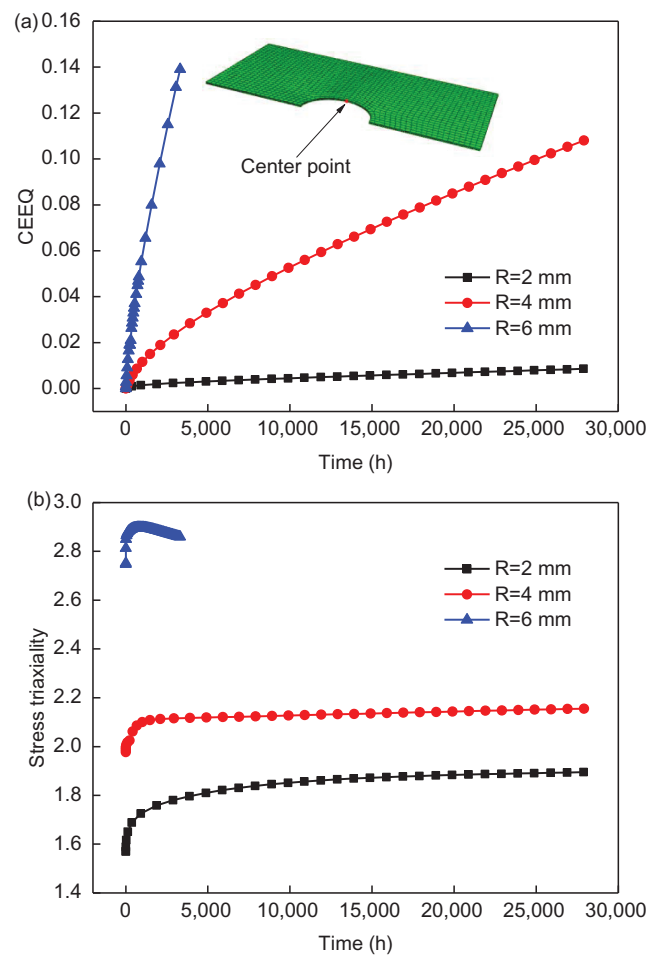 (a)
0.16
0.14
0.12
0.10
0.08
0.06
0.04
0.02
0.00
CEEQ
Center point
R=2 mm
R=4 mm
R=6 mm
0
5,000
10,000
15,000
20,000
25,000
30,000
Time (h)
(b)
3.0
2.8
2.6
2.4
2.2
2.0
1.8
1.6
1.4
Stress triaxiality
R=2 mm
R=4 mm
R=6 mm
0
5,000
10,000
15,000
20,000
25,000
30,000
Time (h)